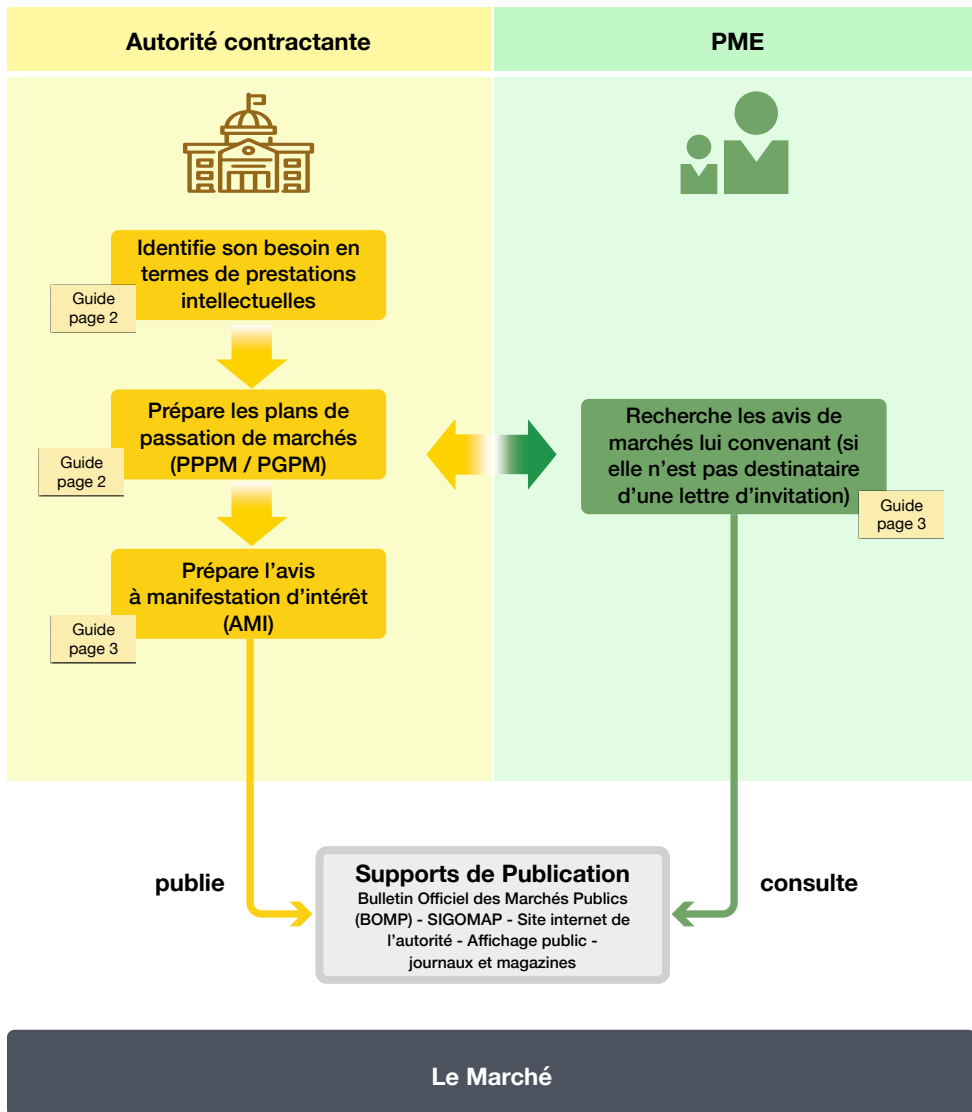 Autorité contractante
PME
Identifie son besoin en
termes de prestations
intellectuelles
Guide
page 2
Prépare les plans de
passation de marchés
(PPPM / PGPM)
Guide
page 2
Recherche les avis de
marchés lui convenant (si
elle n’est pas destinataire
d’une lettre d’invitation)
Guide
page 3
Prépare l’avis
à manifestation d’intérêt
(AMI)
Guide
page 3
publie
Supports de Publication
Bulletin Officiel des Marchés Publics
(BOMP) - SIGOMAP - Site internet de
l’autorité - Affichage public -
journaux et magazines
consulte
Le Marché